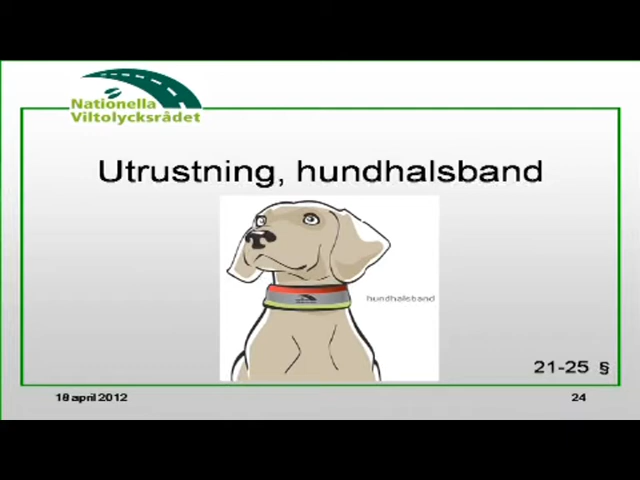 Nationella
Viltolycksrådet
Utrustning, hundhalsband
hundhalsband
21-25 §
18 april 2012
24